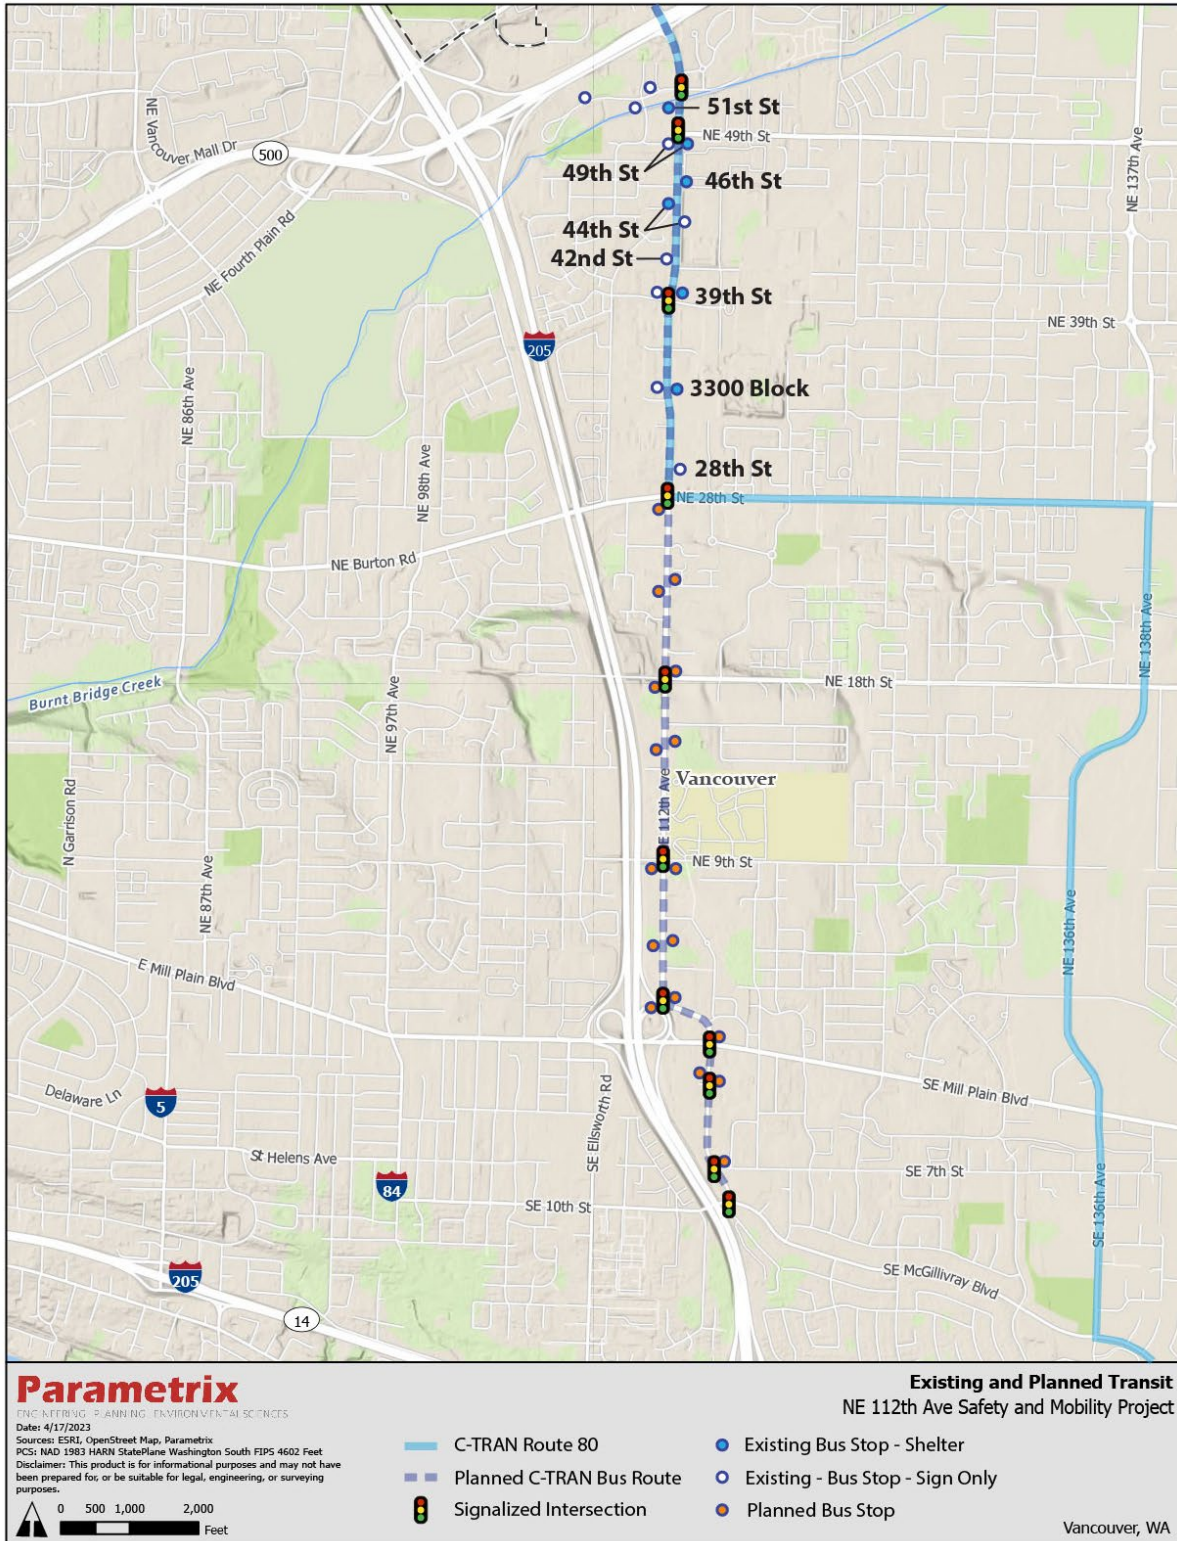 51st St
NE 49th St
NE Vancouver Mall Dr
500
49th St
46th St
NE 137th Ave
44th St
NE Fourth Plain Rd
42nd St
39th St
NE 39th St
205
3300 Block
NE 86th Ave
NE 98th Ave
28th St
NE 28th St
NE Burton Rd
NE 138th Ave
NE 18th St
Burnt Bridge Creek
NE 97th Ave
Vancouver
E 112th Ave
N Garrison Rd
NE 9th St
NE 87th Ave
NE 136th Ave
E Mill Plain Blvd
SE Mill Plain Blvd
Delaware Ln
5
SE Ellsworth Rd
St Helens Ave
SE 7th St
84
SE 10th St
SE 136th Ave
205
SE McGillivray Blvd
14
Parametrix
ENGINEERING . PLANNING . ENVIRONMENTAL SCIENCES
Date: 4/17/2023
Sources: ESRI, OpenStreet Map, Parametrix
PCS: NAD 1983 HARN StatePlane Washington South FIPS 4602 Feet
Disclaimer: This product is for informational purposes and may not have
been prepared for, or be suitable for legal, engineering, or surveying
purposes.
0 500 1,000 2,000
Feet
Existing and Planned Transit
NE 112th Ave Safety and Mobility Project
C-TRAN Route 80
Planned C-TRAN Bus Route
Signalized Intersection
Existing Bus Stop - Shelter
Existing - Bus Stop - Sign Only
Planned Bus Stop
Vancouver, WA